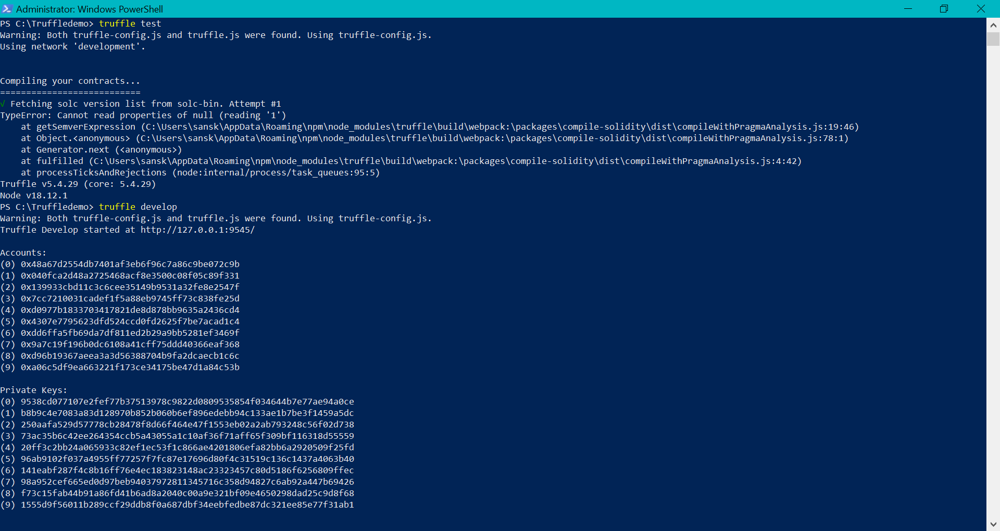 Administrator: Windows PowerShell
PS C:\Truffledemo> truffle test
Warning: Both truffle-config.js and truffle.js were found. Using truffle-config.js.
Using network 'development'.
Compiling your contracts...
===========================
√ Fetching solc version list from solc-bin. Attempt #1
TypeError: Cannot read properties of null (reading '1')
    at getSemverExpression (C:\Users\sansk\AppData\Roaming\npm\node_modules\truffle\build\webpack:\packages\compile-solidity\dist\compileWithPragmaAnalysis.js:19:46)
    at Object.<anonymous> (C:\Users\sansk\AppData\Roaming\npm\node_modules\truffle\build\webpack:\packages\compile-solidity\dist\compileWithPragmaAnalysis.js:78:1)
    at Generator.next (<anonymous>)
    at fulfilled (C:\Users\sansk\AppData\Roaming\npm\node_modules\truffle\build\webpack:\packages\compile-solidity\dist\compileWithPragmaAnalysis.js:4:42)
    at processTicksAndRejections (node:internal/process/task_queues:95:5)
Truffle v5.4.29 (core: 5.4.29)
Node v18.12.1
PS C:\Truffledemo> truffle develop
Warning: Both truffle-config.js and truffle.js were found. Using truffle-config.js.
Truffle Develop started at http://127.0.0.1:9545/
Accounts:
(0) 0x48a67d2554db7401af3eb6f96c7a86c9be072c9b
(1) 0x040fca2d48a2725468acf8e3500c08f05c89f331
(2) 0x139933cbd11c3c6cee35149b9531a32fe8e2547f
(3) 0x7cc7210031cadef1f5a88eb9745ff73c838fe25d
(4) 0xd0977b1833703417821de8d878bb9635a2436cd4
(5) 0x4307e7795623dfd524ccd0fd2625f7be7acad1c4
(6) 0xdd6ffa5fb69da7df811ed2b29a9bb5281ef3469f
(7) 0x9a7c19f196b0dc6108a41cff75ddd40366eaf368
(8) 0xd96b19367aeea3a3d56388704b9fa2dcaecb1c6c
(9) 0xa06c5df9ea663221f173ce34175be47d1a84c53b
Private Keys:
(0) 9538cd077107e2fef77b37513978c9822d0809535854f034644b7e77ae94a0ce
(1) b8b9c4e7083a83d128970b852b060b6ef896edebb94c133ae1b7be3f1459a5dc
(2) 250aafa529d57778cb28478f8d66f464e47f1553eb02a2ab793248c56f02d738
(3) 73ac35b6c42ee264354ccb5a43055a1c10af36f71aff65f309bf116318d55559
(4) 20ff3c2bb24a065933c82ef1ec53f1c866ae4201806efa82bb6a2920509f25fd
(5) 96ab9102f037a4955ff77257f7fc87e17696d80f4c31519c136c1437a4063b40
(6) 141eabf287f4c8b16ff76e4ec183823148ac23323457c80d5186f6256809ffec
(7) 98a952cef665ed0d97beb94037972811345716c358d94827c6ab92a447b69426
(8) f73c15fab44b91a86fd41b6ad8a2040c00a9e321bf09e4650298dad25c9d8f68
(9) 1555d9f56011b289ccf29ddb8f0a687dbf34eebfedbe87dc321ee85e77f31ab1